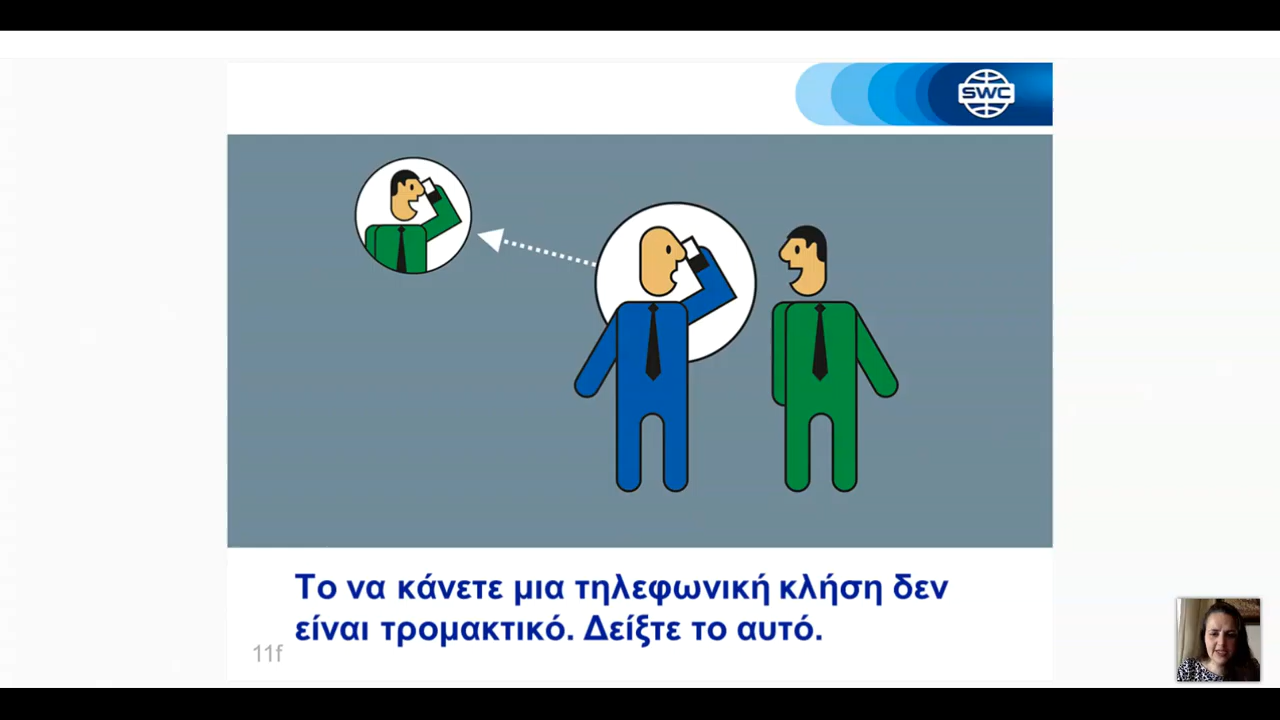 SWC
Το να κάνετε μια τηλεφωνική κλήση δεν
είναι τρομακτικό. Δείξτε το αυτό.
11f